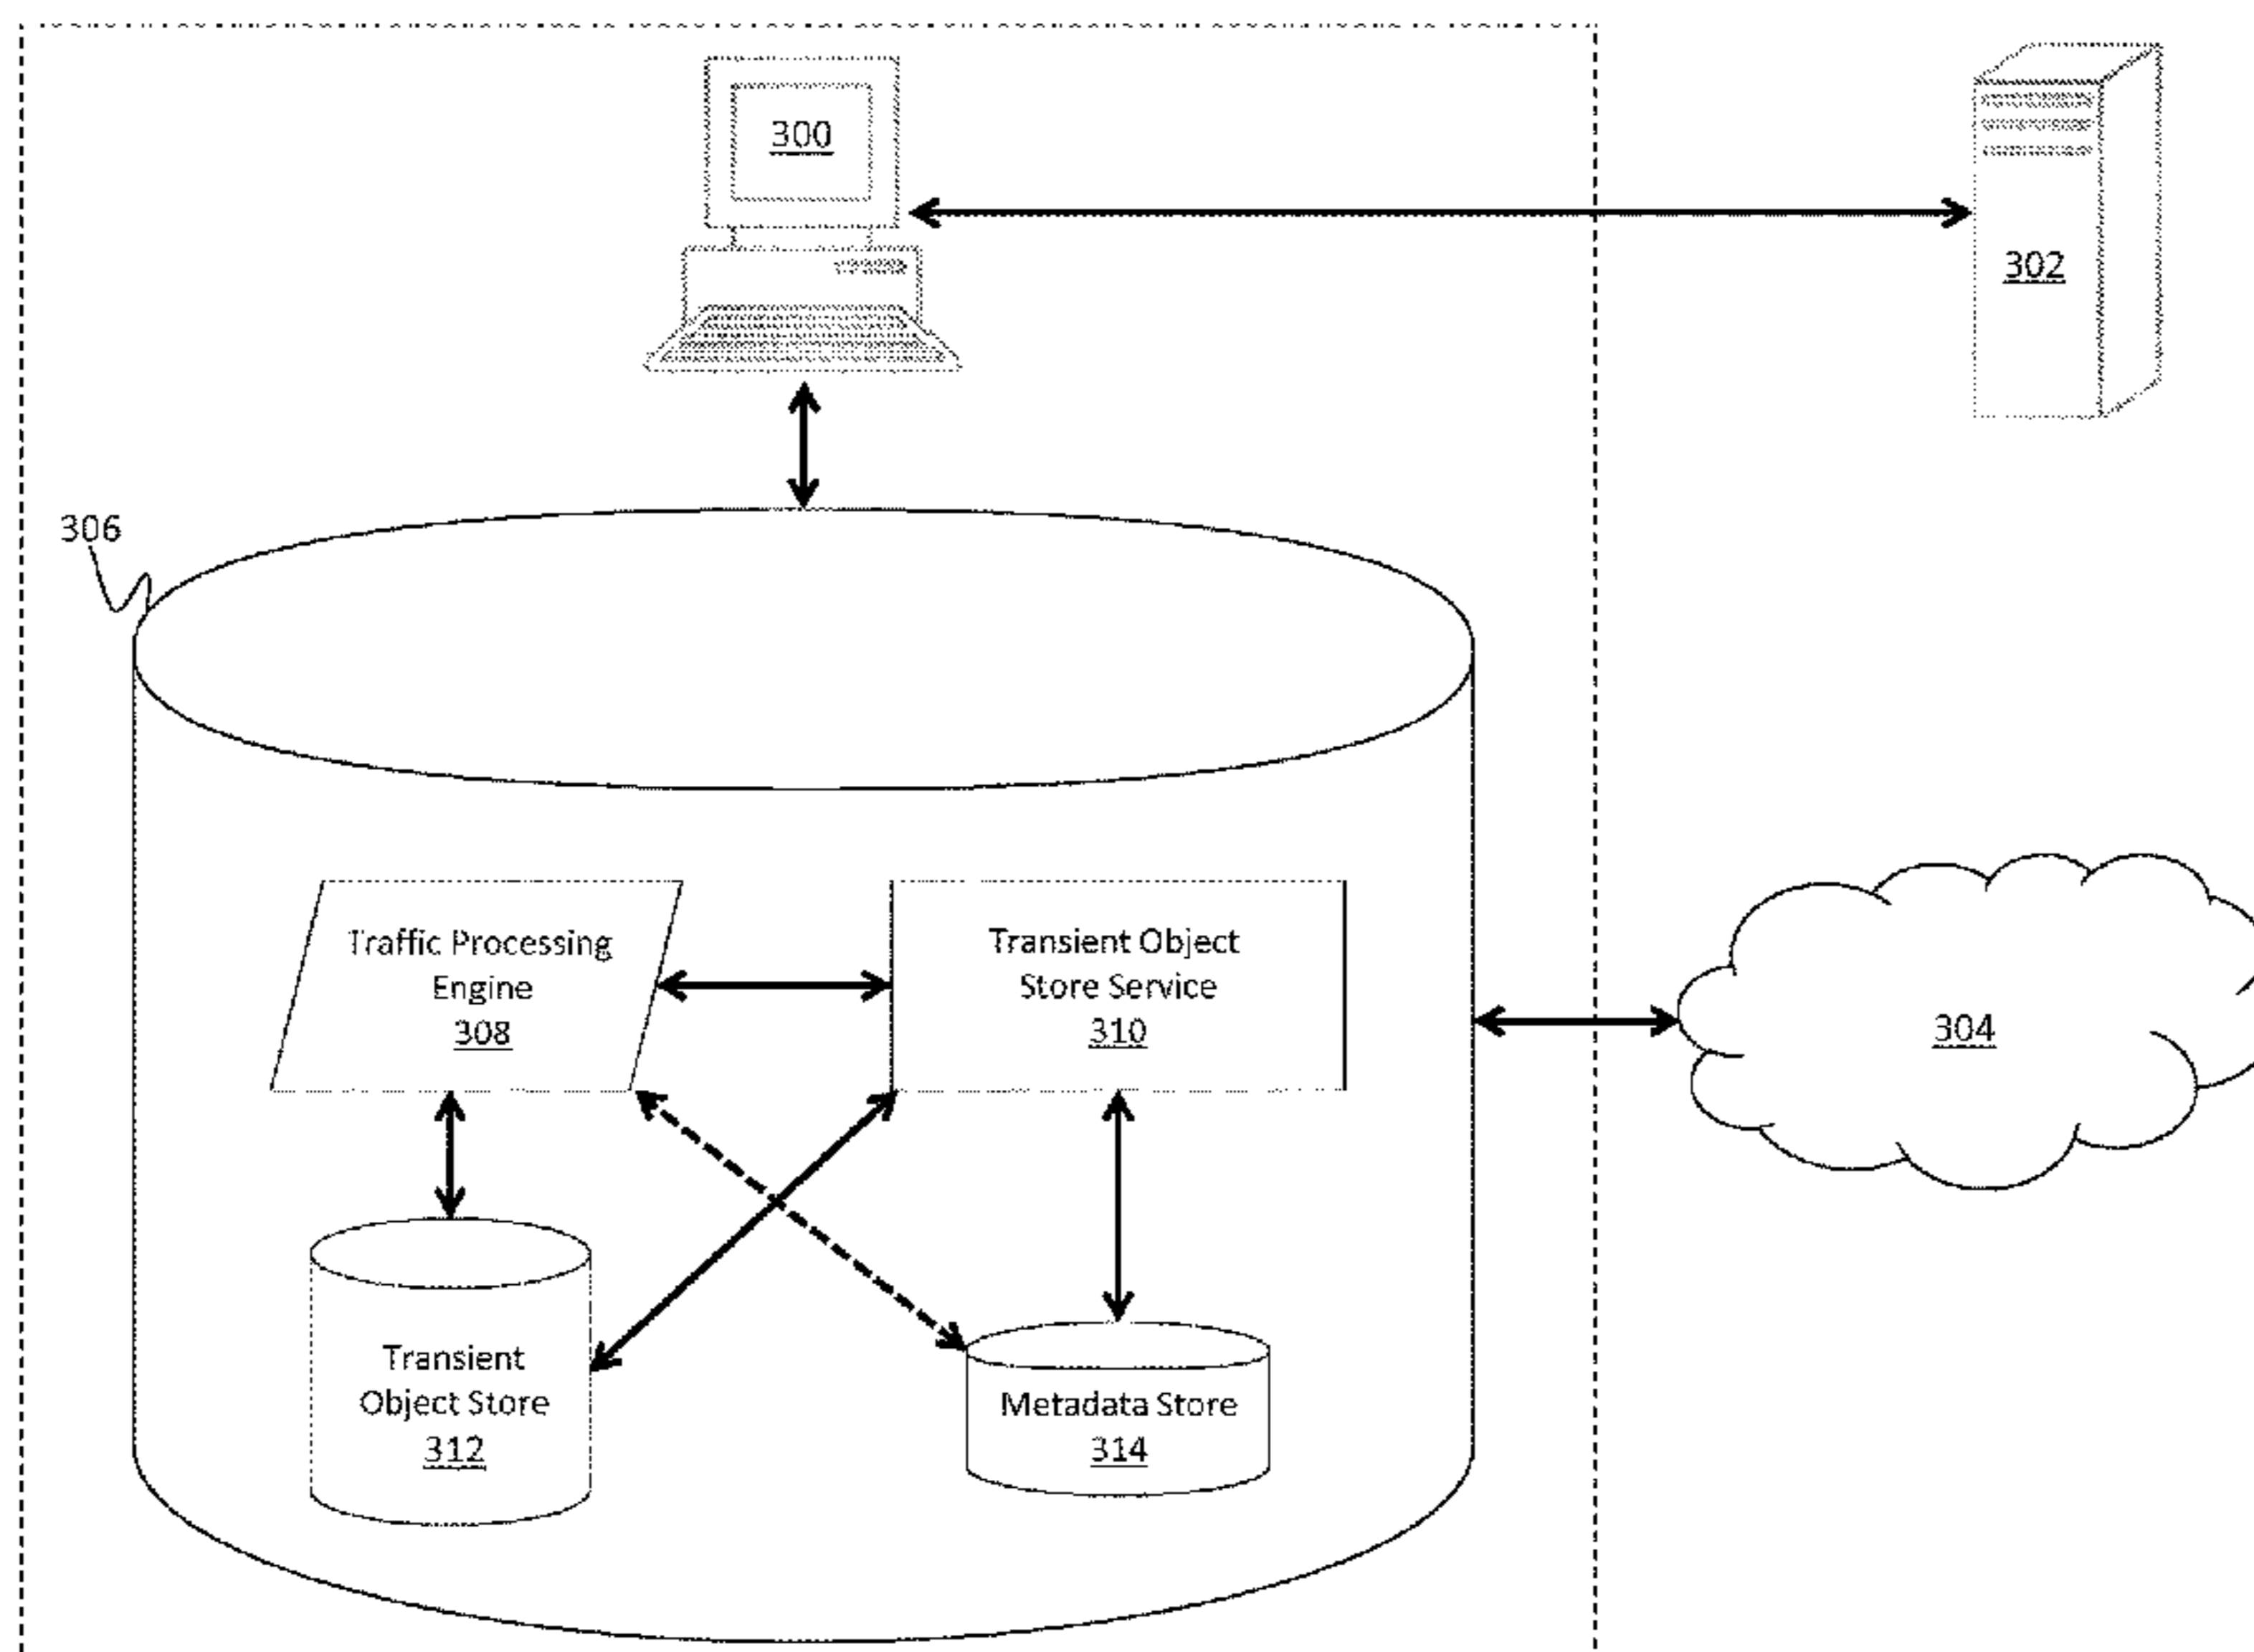 300
302
306
Traffic Processing
Engine
308
Transient Object
Store Service
310
304
Transient
Object Store
312
Metadata Store
314